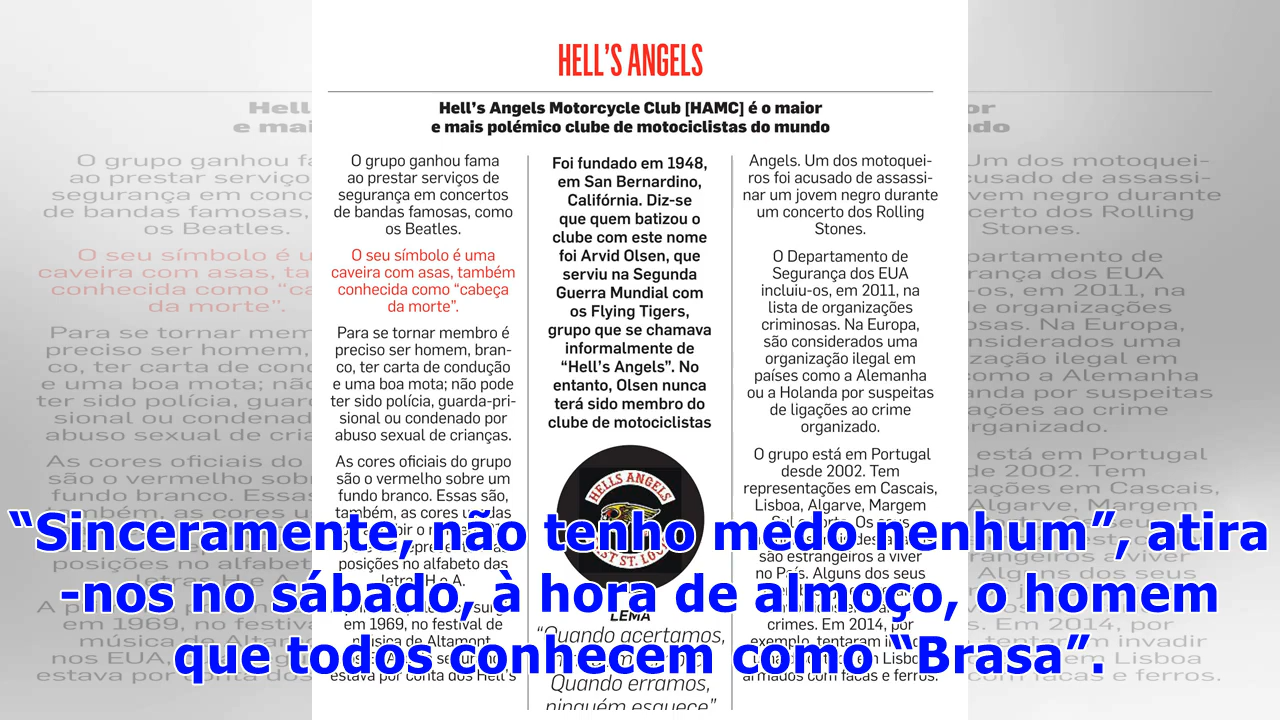 HELL'S ANGELS
Hell's Angels Motorcycle Club [HAMC] é o maior
e mais polémico clube de motociclistas do mundo
O grupo ganhou fama
ao prestar serviços de
segurança em concertos
de bandas famosas, como
os Beatles.
O seu símbolo é uma
caveira com asas, também
conhecida como “cabeça
da morte”.
Para se tornar membro é
preciso ser homem, bran-
co, ter carta de condução
e uma boa mota; não pode
ter sido polícia, guarda-pri-
sional ou condenado por
abuso sexual de crianças.
As cores oficiais do grupo
são o vermelho sobre um
fundo branco. Essas são,
também, as cores
posições no alfabeto das
letras H e A.
em 1969, no festival de
música de Altamont,
estava por conta dos Hell's
Foi fundado em 1948,
em San Bernardino,
Califórnia. Diz-se
que quem batizou o
clube com este nome
foi Arvid Olsen, que
serviu na Segunda
Guerra Mundial com
os Flying Tigers,
grupo que se chamava
informalmente de
“Hell's Angels”. No
entanto, Olsen nunca
terá sido membro do
clube de motociclistas
HELLS ANGELS
LEMA
“Quando acertamos,
Quando erramos,
ninguém esquece”
Angels. Um dos motoquei-
ros foi acusado de assassi-
nar um jovem negro durante
um concerto dos Rolling
Stones.
O Departamento de
Segurança dos EUA
incluiu-os, em 2011, na
lista de organizações
criminosas. Na Europa,
são considerados uma
organização ilegal em
países como a Alemanha
ou a Holanda por suspeitas
de ligações ao crime
organizado.
O grupo está em Portugal
desde 2002. Tem
representações em Cascais,
Lisboa, Algarve, Margem
são estrangeiros a viver
no País. Alguns dos seus
crimes. Em 2014, por
exemplo, tentaram invadir
armados com facas e ferros.
“Sinceramente, não tenho medo nenhum”, atira
-nos no sábado, à hora de almoço, o homem
que todos conhecem como “Brasa”.